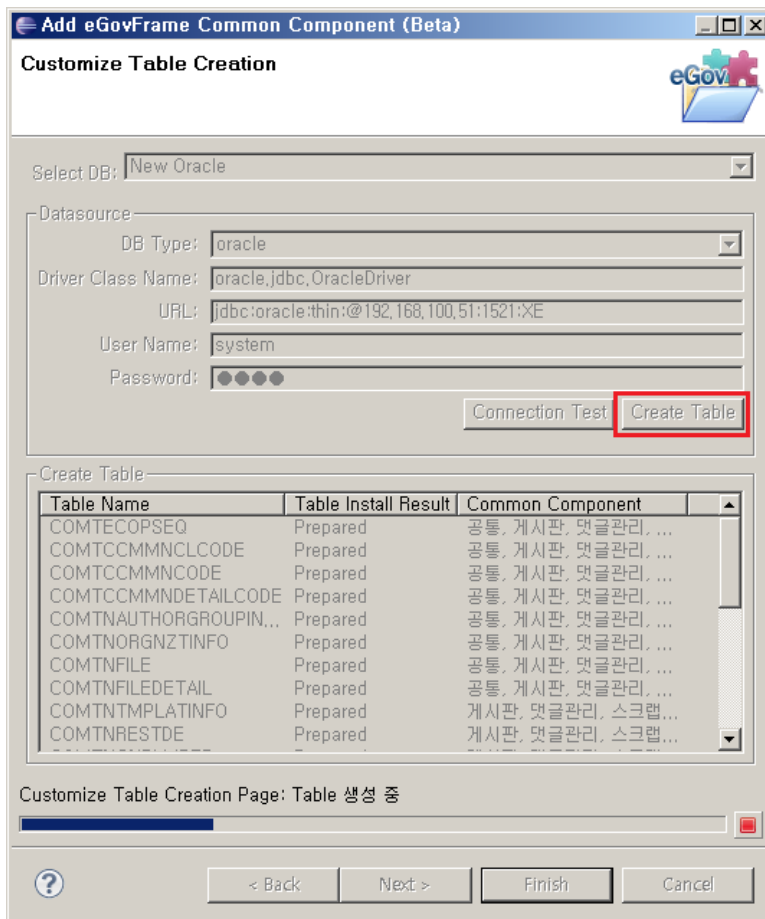 Add eGovFrame Common Component (Beta)
Customize Table Creation
eGov
Select DB: New Oracle
Datasource
DB Type: oracle
Driver Class Name: oracle.jdbc.OracleDriver
URL: jdbc:oracle:thin:@192.168.100.51:1521:XE
User Name: system
Password: ●●●●
Connection Test Create Table
Create Table
Table Name Table Install Result Common Component
COMTECOPSEQ Prepared 공통, 게시판, 댓글관리, ...
COMTCCMMNCLCODE Prepared 공통, 게시판, 댓글관리, ...
COMTCCMMNCODE Prepared 공통, 게시판, 댓글관리, ...
COMTCCMMNDETAILCODE Prepared 공통, 게시판, 댓글관리, ...
COMTNAUTHORGROUPIN... Prepared 공통, 게시판, 댓글관리, ...
COMTNORGNZTINFO Prepared 공통, 게시판, 댓글관리, ...
COMTNFILE Prepared 공통, 게시판, 댓글관리, ...
COMTNFILEDETAIL Prepared 공통, 게시판, 댓글관리, ...
COMTNTMPLATINFO Prepared 게시판, 댓글관리, 스크랩...
COMTNRESTDE Prepared 게시판, 댓글관리, 스크랩...
Customize Table Creation Page: Table 생성 중
? < Back Next > Finish Cancel